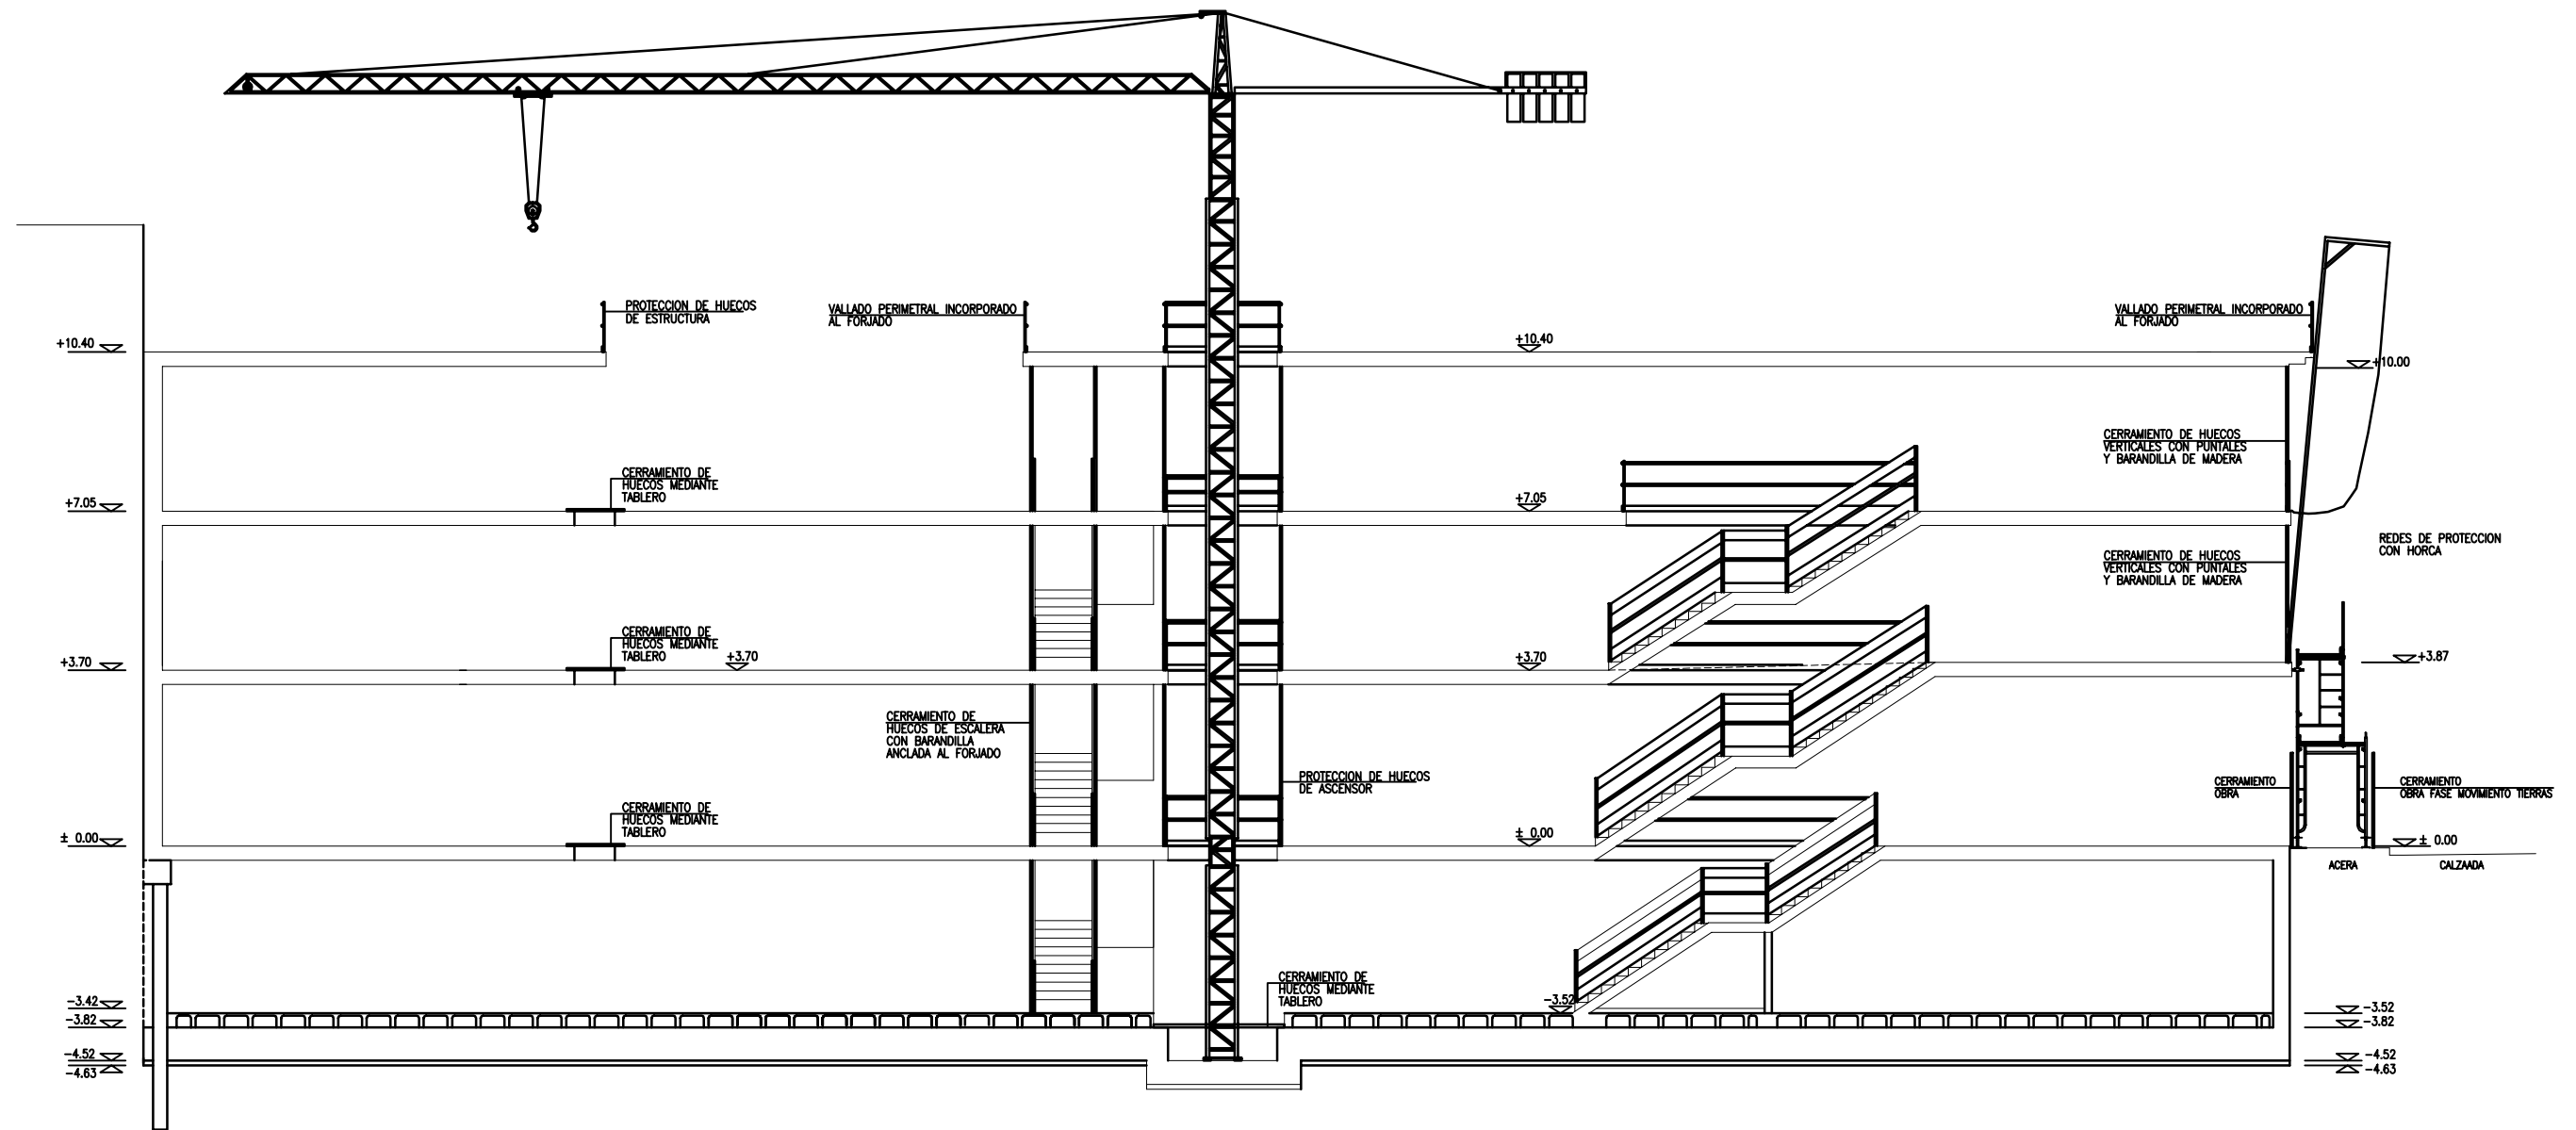 PROTECCION DE HUECOS
DE ESTRUCTURA
VALLADO PERIMETRAL INCORPORADO
AL FORJADO
VALLADO PERIMETRAL INCORPORADO
AL FORJADO
+10.40
+10.40
+10.00
CERRAMIENTO DE HUECOS
VERTICALES CON PUNTALES
Y BARANDILLA DE MADERA
CERRAMIENTO DE
HUECOS MEDIANTE
TABLERO
+7.05
+7.05
REDES DE PROTECCION
CON HORCA
CERRAMIENTO DE HUECOS
VERTICALES CON PUNTALES
Y BARANDILLA DE MADERA
CERRAMIENTO DE
HUECOS MEDIANTE
TABLERO
+3.70
+3.70
+3.70
+3.87
CERRAMIENTO DE
HUECOS DE ESCALERA
CON BARANDILLA
ANCLADA AL FORJADO
PROTECCION DE HUECOS
DE ASCENSOR
CERRAMIENTO
OBRA
CERRAMIENTO
OBRA FASE MOVIMIENTO TIERRAS
CERRAMIENTO DE
HUECOS MEDIANTE
TABLERO
± 0.00
± 0.00
± 0.00
ACERA
CALZAADA
CERRAMIENTO DE
HUECOS MEDIANTE
TABLERO
-3.42
-3.52
-3.52
-3.82
-3.82
-4.52
-4.52
-4.63
-4.63